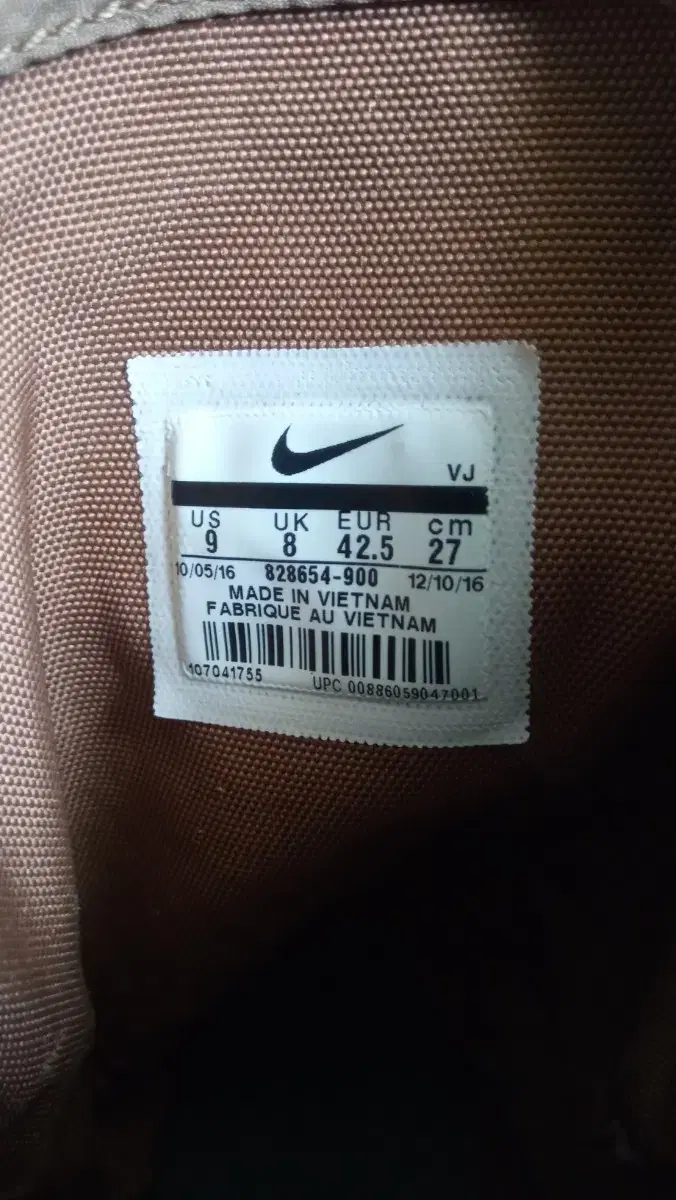 VJ
US UK EUR cm
9 8 42.5 27
10/05/16 828654-900 12/10/16
MADE IN VIETNAM
FABRIQUE AU VIETNAM
107041755 UPC 00886059047001